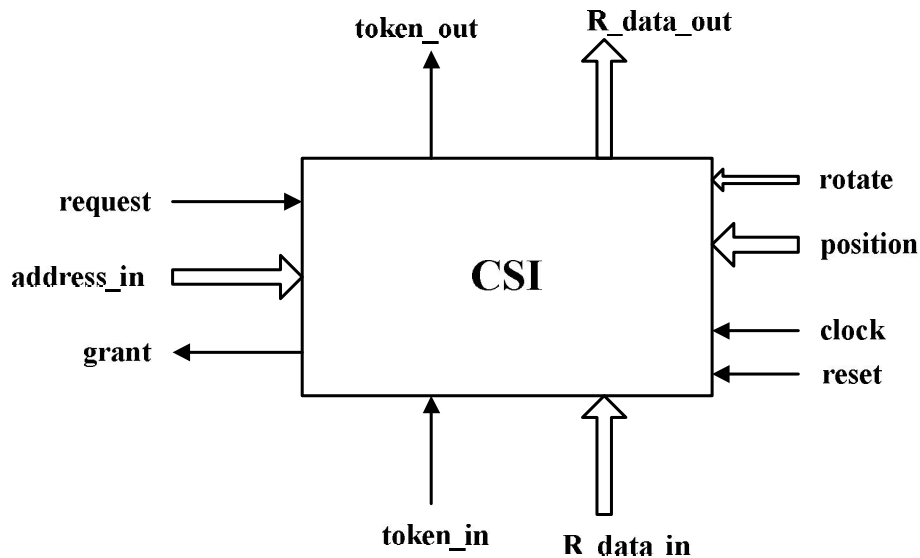 token_out
R_data_out
request
rotate
address_in
CSI
position
grant
clock
reset
token_in
R_data_in